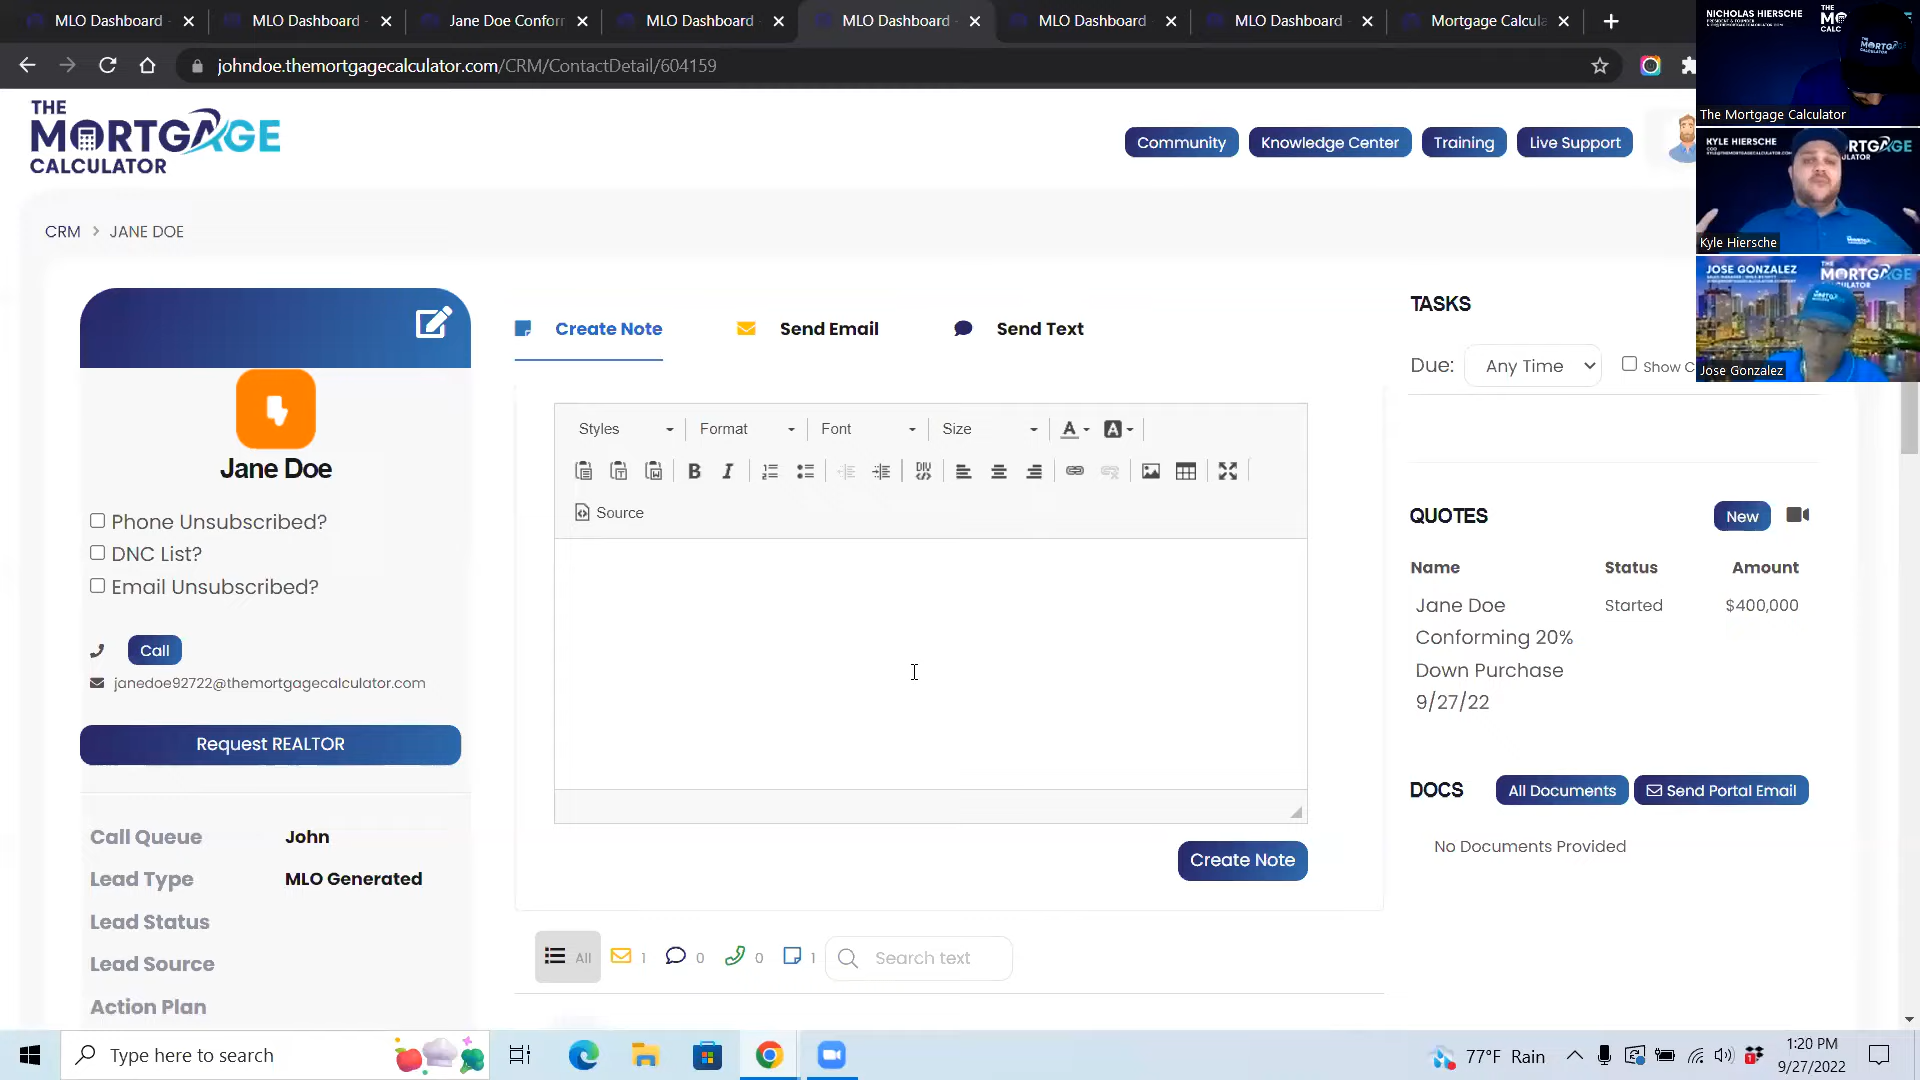 MLO Dashboard -
MLO Dashboard -
Jane Doe Confor
MLO Dashboard -
MLO Dashboard -
MLO Dashboard -
MLO Dashboard -
Mortgage Calcula
johndoe.themortgagecalculator.com/CRM/ContactDetail/604159
NICHOLAS HIERSCHE
The Mortgage Calculator
KYLE HIERSCHE
Kyle Hiersche
JOSE GONZALEZ
Jose Gonzalez
THE
MORTGAGE
CALCULATOR
Community
Knowledge Center
Training
Live Support
CRM > JANE DOE
Jane Doe
Phone Unsubscribed?
DNC List?
Email Unsubscribed?
Call
janedoe92722@themortgagecalculator.com
Request REALTOR
Call Queue John
Lead Type MLO Generated
Lead Status
Lead Source
Action Plan
Create Note
Send Email
Send Text
Styles
Format
Font
Size
Source
Create Note
All
1
0
0
1
Search text
TASKS
Due: Any Time Show C
QUOTES
New
Name Status Amount
Jane Doe Started $400,000
Conforming 20%
Down Purchase
9/27/22
DOCS
All Documents
Send Portal Email
No Documents Provided
Type here to search
77°F Rain
1:20 PM
9/27/2022